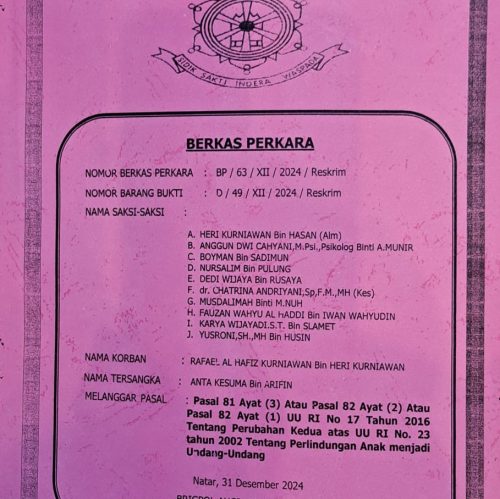 SIDIK SAKTI INDERA WASPADA
BERKAS PERKARA
NOMOR BERKAS PERKARA : BP / 63 / XII / 2024 / Reskrim
NOMOR BARANG BUKTI : D / 49 / XII / 2024 / Reskrim
NAMA SAKSI-SAKSI :
A. HERI KURNIAWAN Bin HASAN (Alm)
B. ANGGUN DWI CAHYANI,M.Psi.,Psikolog Binti A.MUNIR
C. BOYMAN Bin SADIMUN
D. NURSALIM Bin PULUNG
E. DEDI WIJAYA Bin RUSAYA
F. dr. CHATRINA ANDRIYANI,Sp,F.M.,MH (Kes)
G. MUSDALIMAH Binti M.NUH
H. FAUZAN WAHYU AL HADDI Bin IWAN WAHYUDIN
I. KARYA WIJAYADI.S.T. Bin SLAMET
J. YUSRONI,SH.,MH Bin HUSIN
NAMA KORBAN : RAFAEL AL HAFIZ KURNIAWAN Bin HERI KURNIAWAN
NAMA TERSANGKA : ANTA KESUMA Bin ARIFIN
MELANGGAR PASAL : Pasal 81 Ayat (3) Atau Pasal 82 Ayat (2) Atau
Pasal 82 Ayat (1) UU RI No 17 Tahun 2016
Tentang Perubahan Kedua atas UU RI No. 23
tahun 2002 Tentang Perlindungan Anak menjadi
Undang-Undang
Natar, 31 Desember 2024